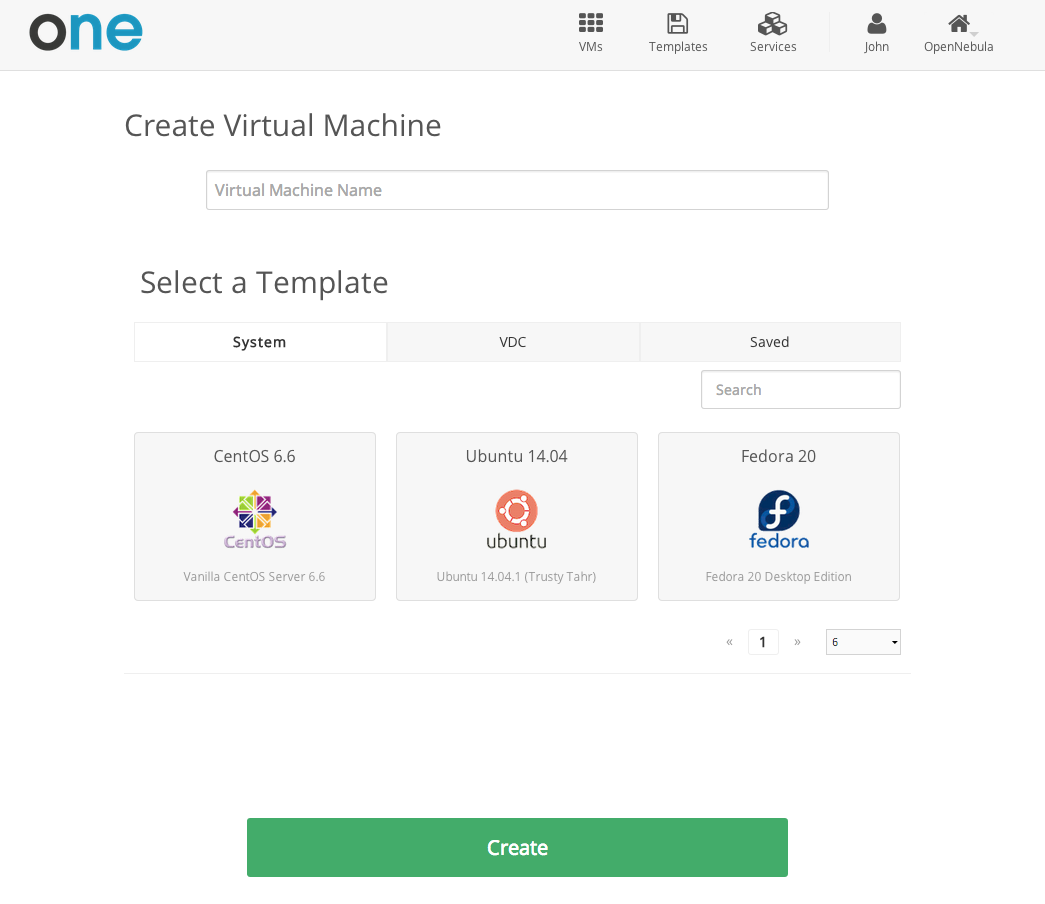 one
VMs Templates Services John OpenNebula
Create Virtual Machine
Virtual Machine Name
Select a Template
System VDC Saved
Search
CentOS 6.6 Ubuntu 14.04 Fedora 20
CentOS ubuntu fedora
Vanilla CentOS Server 6.6 Ubuntu 14.04.1 (Trusty Tahr) Fedora 20 Desktop Edition
« 1 » 6
Create